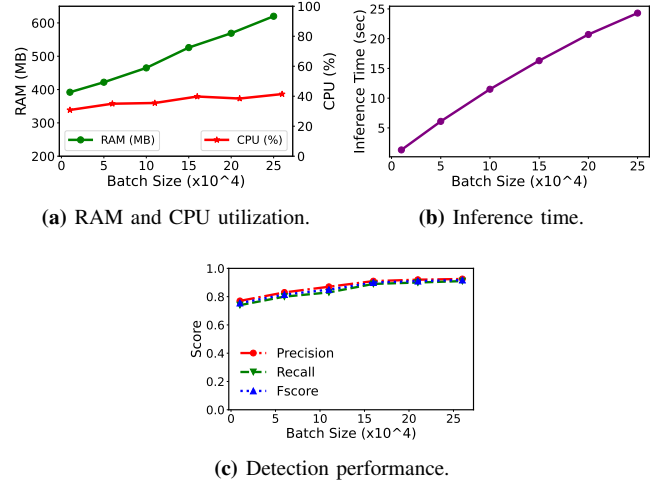 600
500
400
300
200
RAM (MB)
100
80
60
40
20
0
CPU (%)
RAM (MB)
CPU (%)
0 5 10 15 20 25
Batch Size (x10^4)
(a) RAM and CPU utilization.
25
20
15
10
5
Inference Time (sec)
0 5 10 15 20 25
Batch Size (x10^4)
(b) Inference time.
1.0
0.8
0.6
0.4
0.2
0.0
Score
Precision
Recall
Fscore
0 5 10 15 20 25
Batch Size (x10^4)
(c) Detection performance.